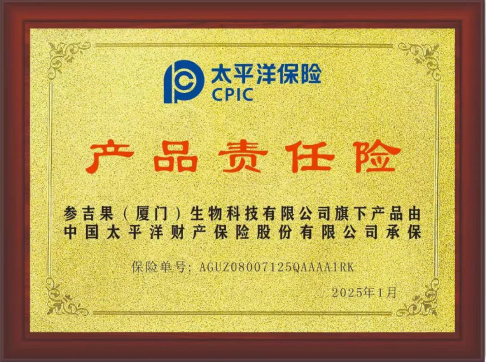 太平洋保险
CPIC
产品责任险
参吉果（厦门）生物科技有限公司旗下产品由
中国太平洋财产保险股份有限公司承保
保险单号：AGUZ08007125QAAAA1RK
2025年1月